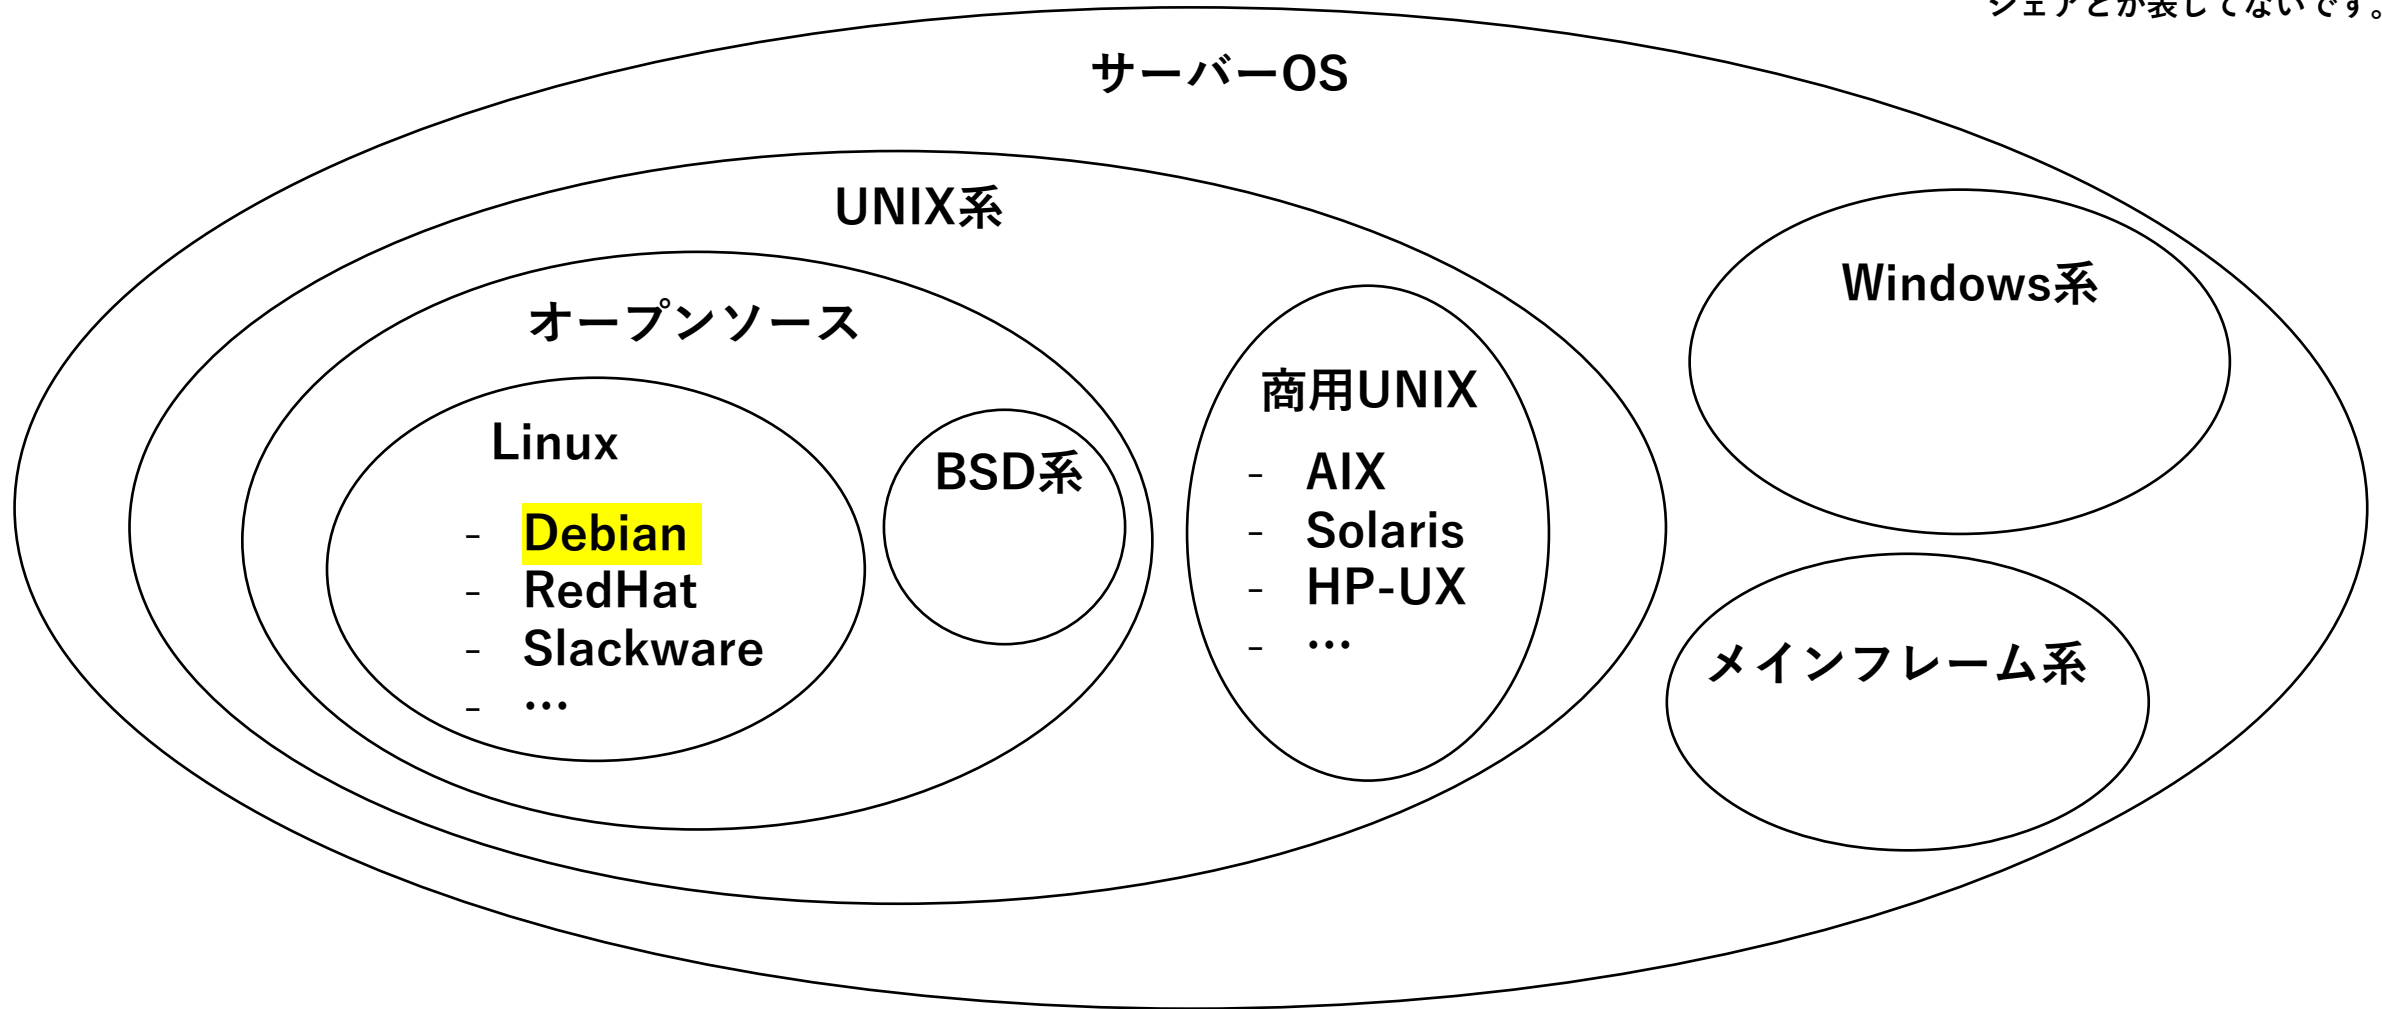 シェアとか表してないです。
サーバーOS
UNIX系
オープンソース
Linux
- Debian
- RedHat
- Slackware
- …
BSD系
商用UNIX
- AIX
- Solaris
- HP-UX
- …
Windows系
メインフレーム系